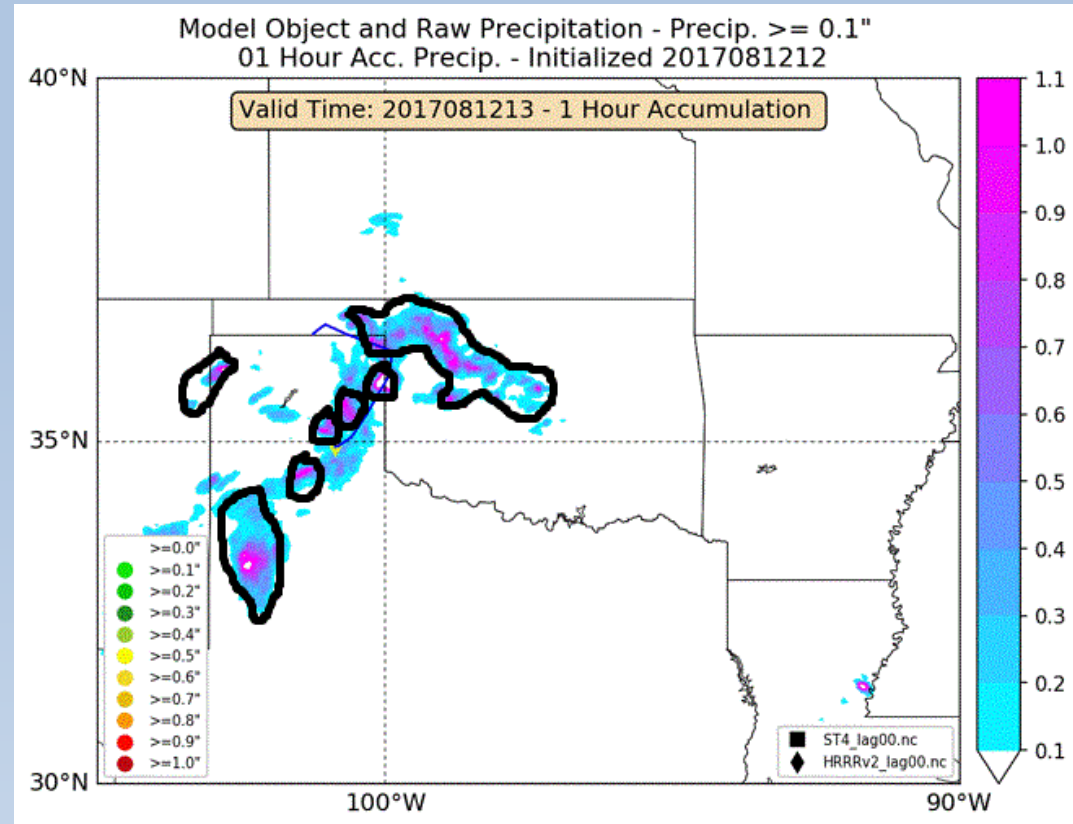 Model Object and Raw Precipitation - Precip. >= 0.1"
01 Hour Acc. Precip. - Initialized 2017081212
Valid Time: 2017081213 - 1 Hour Accumulation
40°N
35°N
30°N
100°W
90°W
>=0.0"
>=0.1"
>=0.2"
>=0.3"
>=0.4"
>=0.5"
>=0.6"
>=0.7"
>=0.8"
>=0.9"
>=1.0"
ST4_lag00.nc
HRRRv2_lag00.nc
1.1
1.0
0.9
0.8
0.7
0.6
0.5
0.4
0.3
0.2
0.1